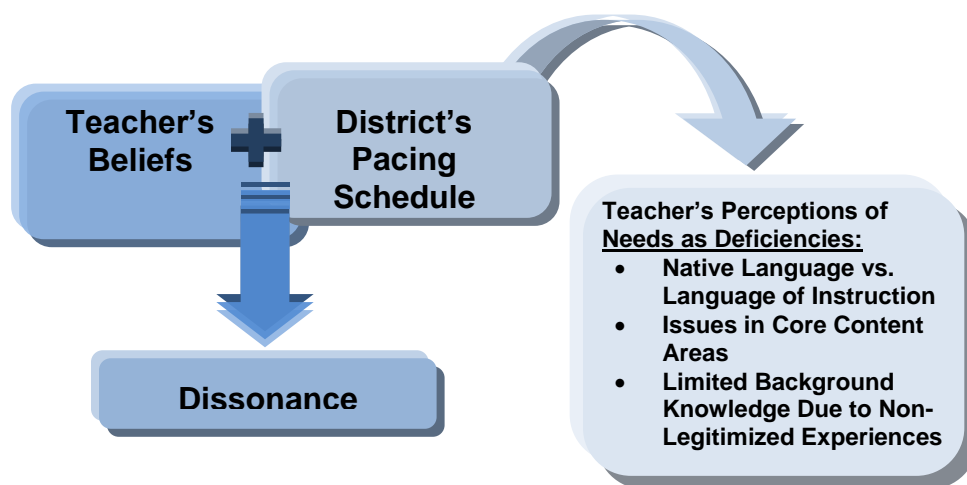 Teacher's
Beliefs
District's
Pacing
Schedule
Dissonance
Teacher's Perceptions of
Needs as Deficiencies:
• Native Language vs.
Language of Instruction
• Issues in Core Content
Areas
• Limited Background
Knowledge Due to Non-
Legitimized Experiences